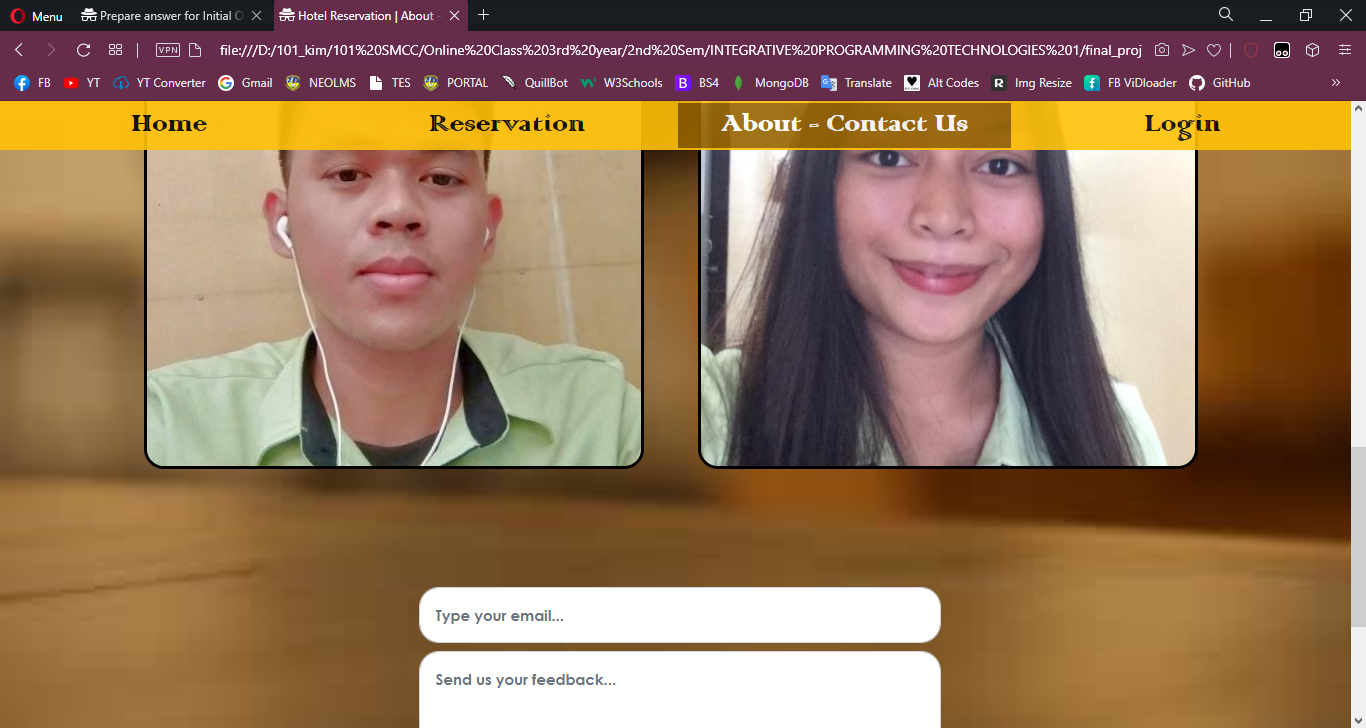 Menu
Prepare answer for Initial
Hotel Reservation | About -
VPN
file:///D:/101_kim/101%20SMCC/Online%20Class%203rd%20year/2nd%20Sem/INTEGRATIVE%20PROGRAMMING%20TECHNOLOGIES%201/final_proj
FB YT YT Converter Gmail NEOLMS TES PORTAL QuillBot W3Schools B BS4 MongoDB Translate Alt Codes R Img Resize FB ViDloader GitHub »
Home Reservation About - Contact Us Login
Type your email...
Send us your feedback...